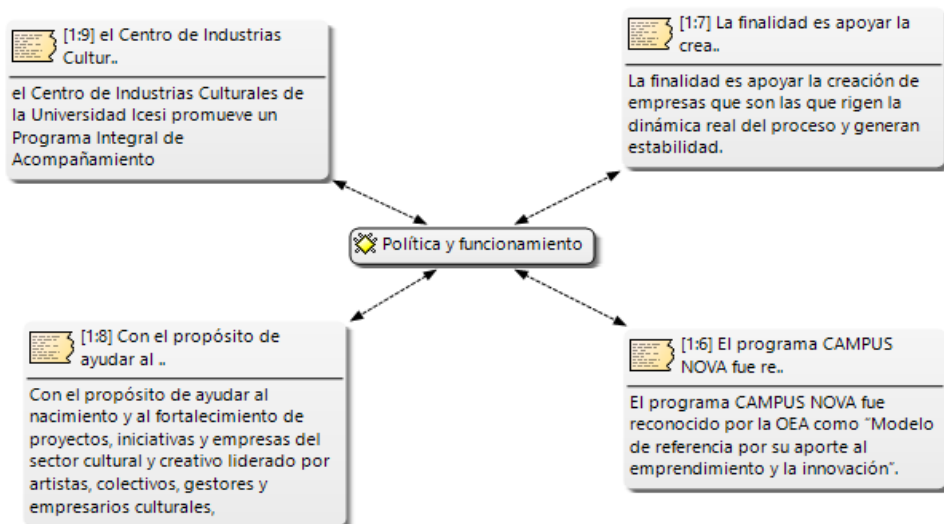 [1:9] el Centro de Industrias
Cultur..
el Centro de Industrias Culturales de
la Universidad Icesi promueve un
Programa Integral de
Acompañamiento
[1:7] La finalidad es apoyar la
crea..
La finalidad es apoyar la creación de
empresas que son las que rigen la
dinámica real del proceso y generan
estabilidad.
Política y funcionamiento
[1:8] Con el propósito de
ayudar al ..
Con el propósito de ayudar al
nacimiento y al fortalecimiento de
proyectos, iniciativas y empresas del
sector cultural y creativo liderado por
artistas, colectivos, gestores y
empresarios culturales,
[1:6] El programa CAMPUS
NOVA fue re..
El programa CAMPUS NOVA fue
reconocido por la OEA como “Modelo
de referencia por su aporte al
emprendimiento y la innovación”.